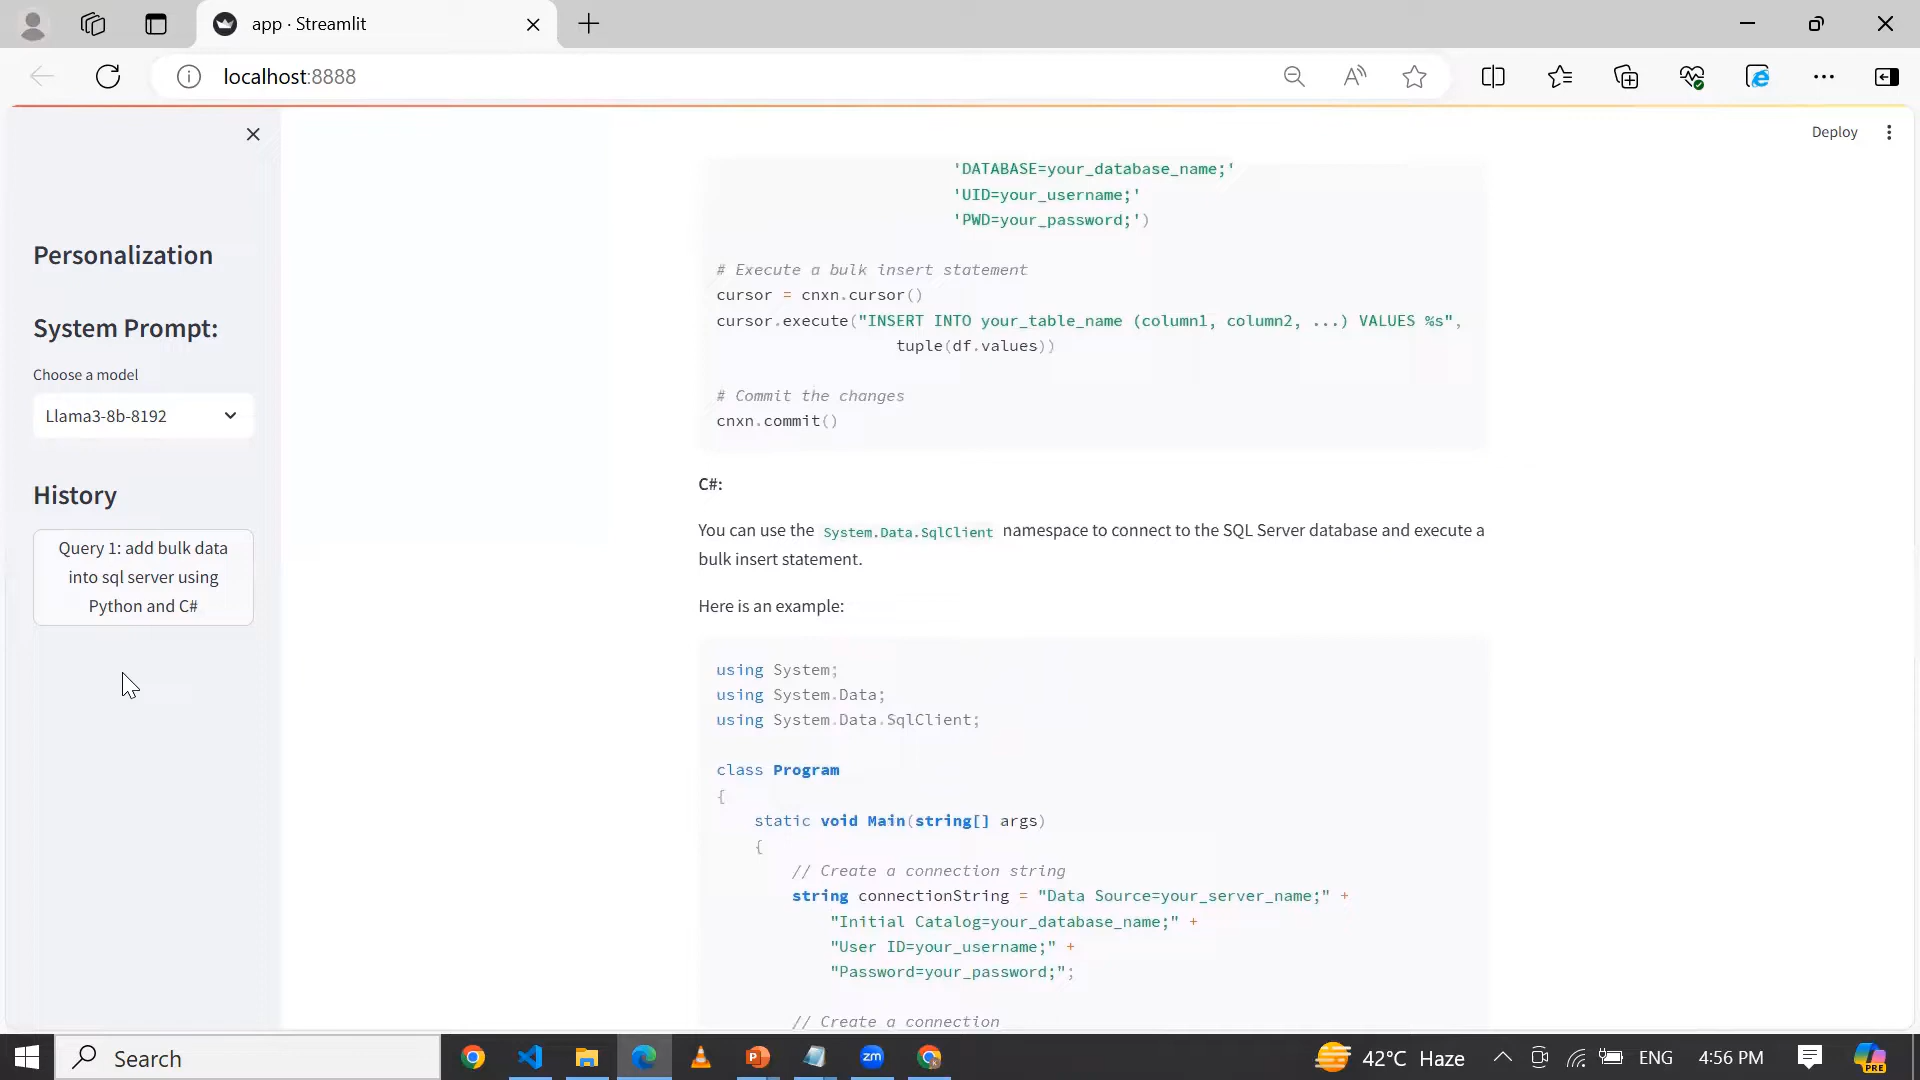 app · Streamlit
localhost:8888
Deploy
Personalization
System Prompt:
Choose a model
Llama3-8b-8192
History
Query 1: add bulk data
into sql server using
Python and C#
'DATABASE=your_database_name;'
'UID=your_username;'
'PWD=your_password;')
# Execute a bulk insert statement
cursor = cnxn.cursor()
cursor.execute("INSERT INTO your_table_name (column1, column2, ...) VALUES %s",
tuple(df.values))
# Commit the changes
cnxn.commit()
C#:
You can use the System.Data.SqlClient namespace to connect to the SQL Server database and execute a
bulk insert statement.
Here is an example:
using System;
using System.Data;
using System.Data.SqlClient;
class Program
{
static void Main(string[] args)
{
// Create a connection string
string connectionString = "Data Source=your_server_name;" +
"Initial Catalog=your_database_name;" +
"User ID=your_username;" +
"Password=your_password;";
// Create a connection
Search
zm
42°C Haze
ENG
4:56 PM
PRE